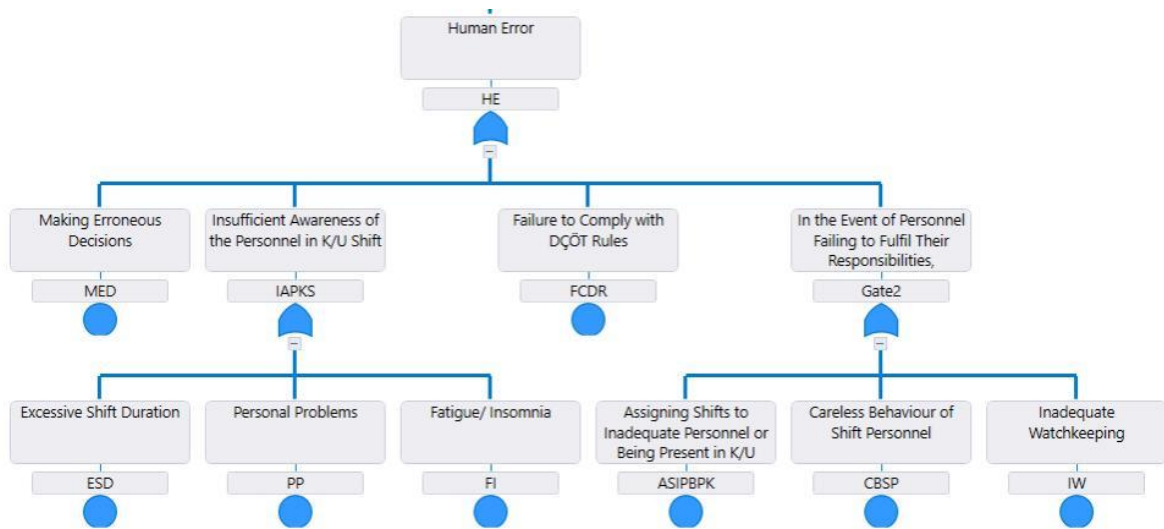 Human Error
HE
Making Erroneous
Decisions
MED
Insufficient Awareness of
the Personnel in K/U Shift
IAPKS
Failure to Comply with
DÇÖT Rules
FCDR
In the Event of Personnel
Failing to Fulfil Their
Responsibilities,
Gate2
Excessive Shift Duration
ESD
Personal Problems
PP
Fatigue/ Insomnia
FI
Assigning Shifts to
Inadequate Personnel or
Being Present in K/U
ASIPBPK
Careless Behaviour of
Shift Personnel
CBSP
Inadequate
Watchkeeping
IW